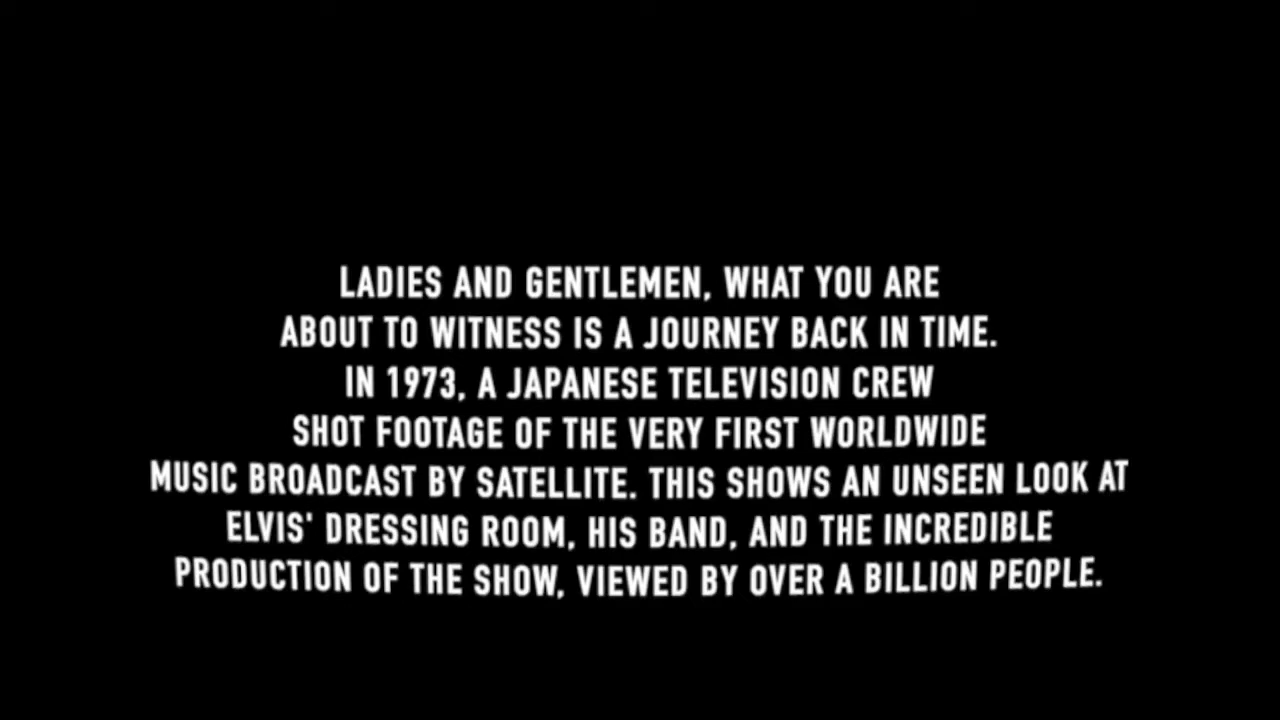 LADIES AND GENTLEMEN, WHAT YOU ARE
ABOUT TO WITNESS IS A JOURNEY BACK IN TIME.
IN 1973, A JAPANESE TELEVISION CREW
SHOT FOOTAGE OF THE VERY FIRST WORLDWIDE
MUSIC BROADCAST BY SATELLITE. THIS SHOWS AN UNSEEN LOOK AT
ELVIS' DRESSING ROOM, HIS BAND, AND THE INCREDIBLE
PRODUCTION OF THE SHOW, VIEWED BY OVER A BILLION PEOPLE.